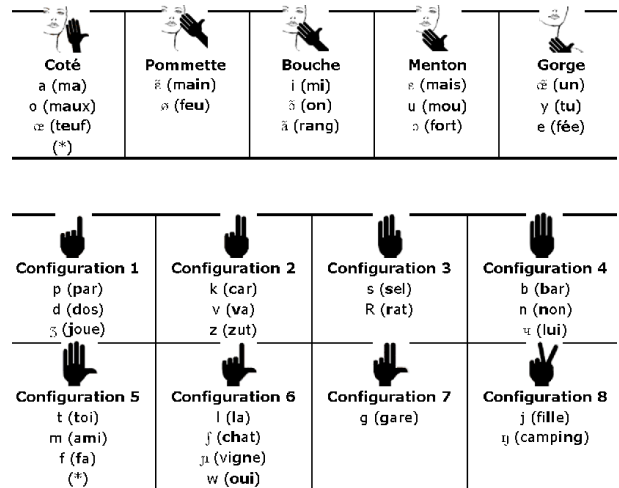 Coté
a (ma)
o (maux)
œ (teuf)
(*)
Pommette
ɛ̃ (main)
ø (feu)
Bouche
i (mi)
ɔ̃ (on)
ã (rang)
Menton
ɛ (mais)
u (mou)
ɔ (fort)
Gorge
œ̃ (un)
y (tu)
e (fée)
Configuration 1
p (par)
d (dos)
ʒ (joue)
Configuration 2
k (car)
v (va)
z (zut)
Configuration 3
s (sel)
R (rat)
Configuration 4
b (bar)
n (non)
ɥ (lui)
Configuration 5
t (toi)
m (ami)
f (fa)
(*)
Configuration 6
l (la)
ʃ (chat)
ɲ (vigne)
w (oui)
Configuration 7
g (gare)
Configuration 8
j (fille)
ŋ (camping)